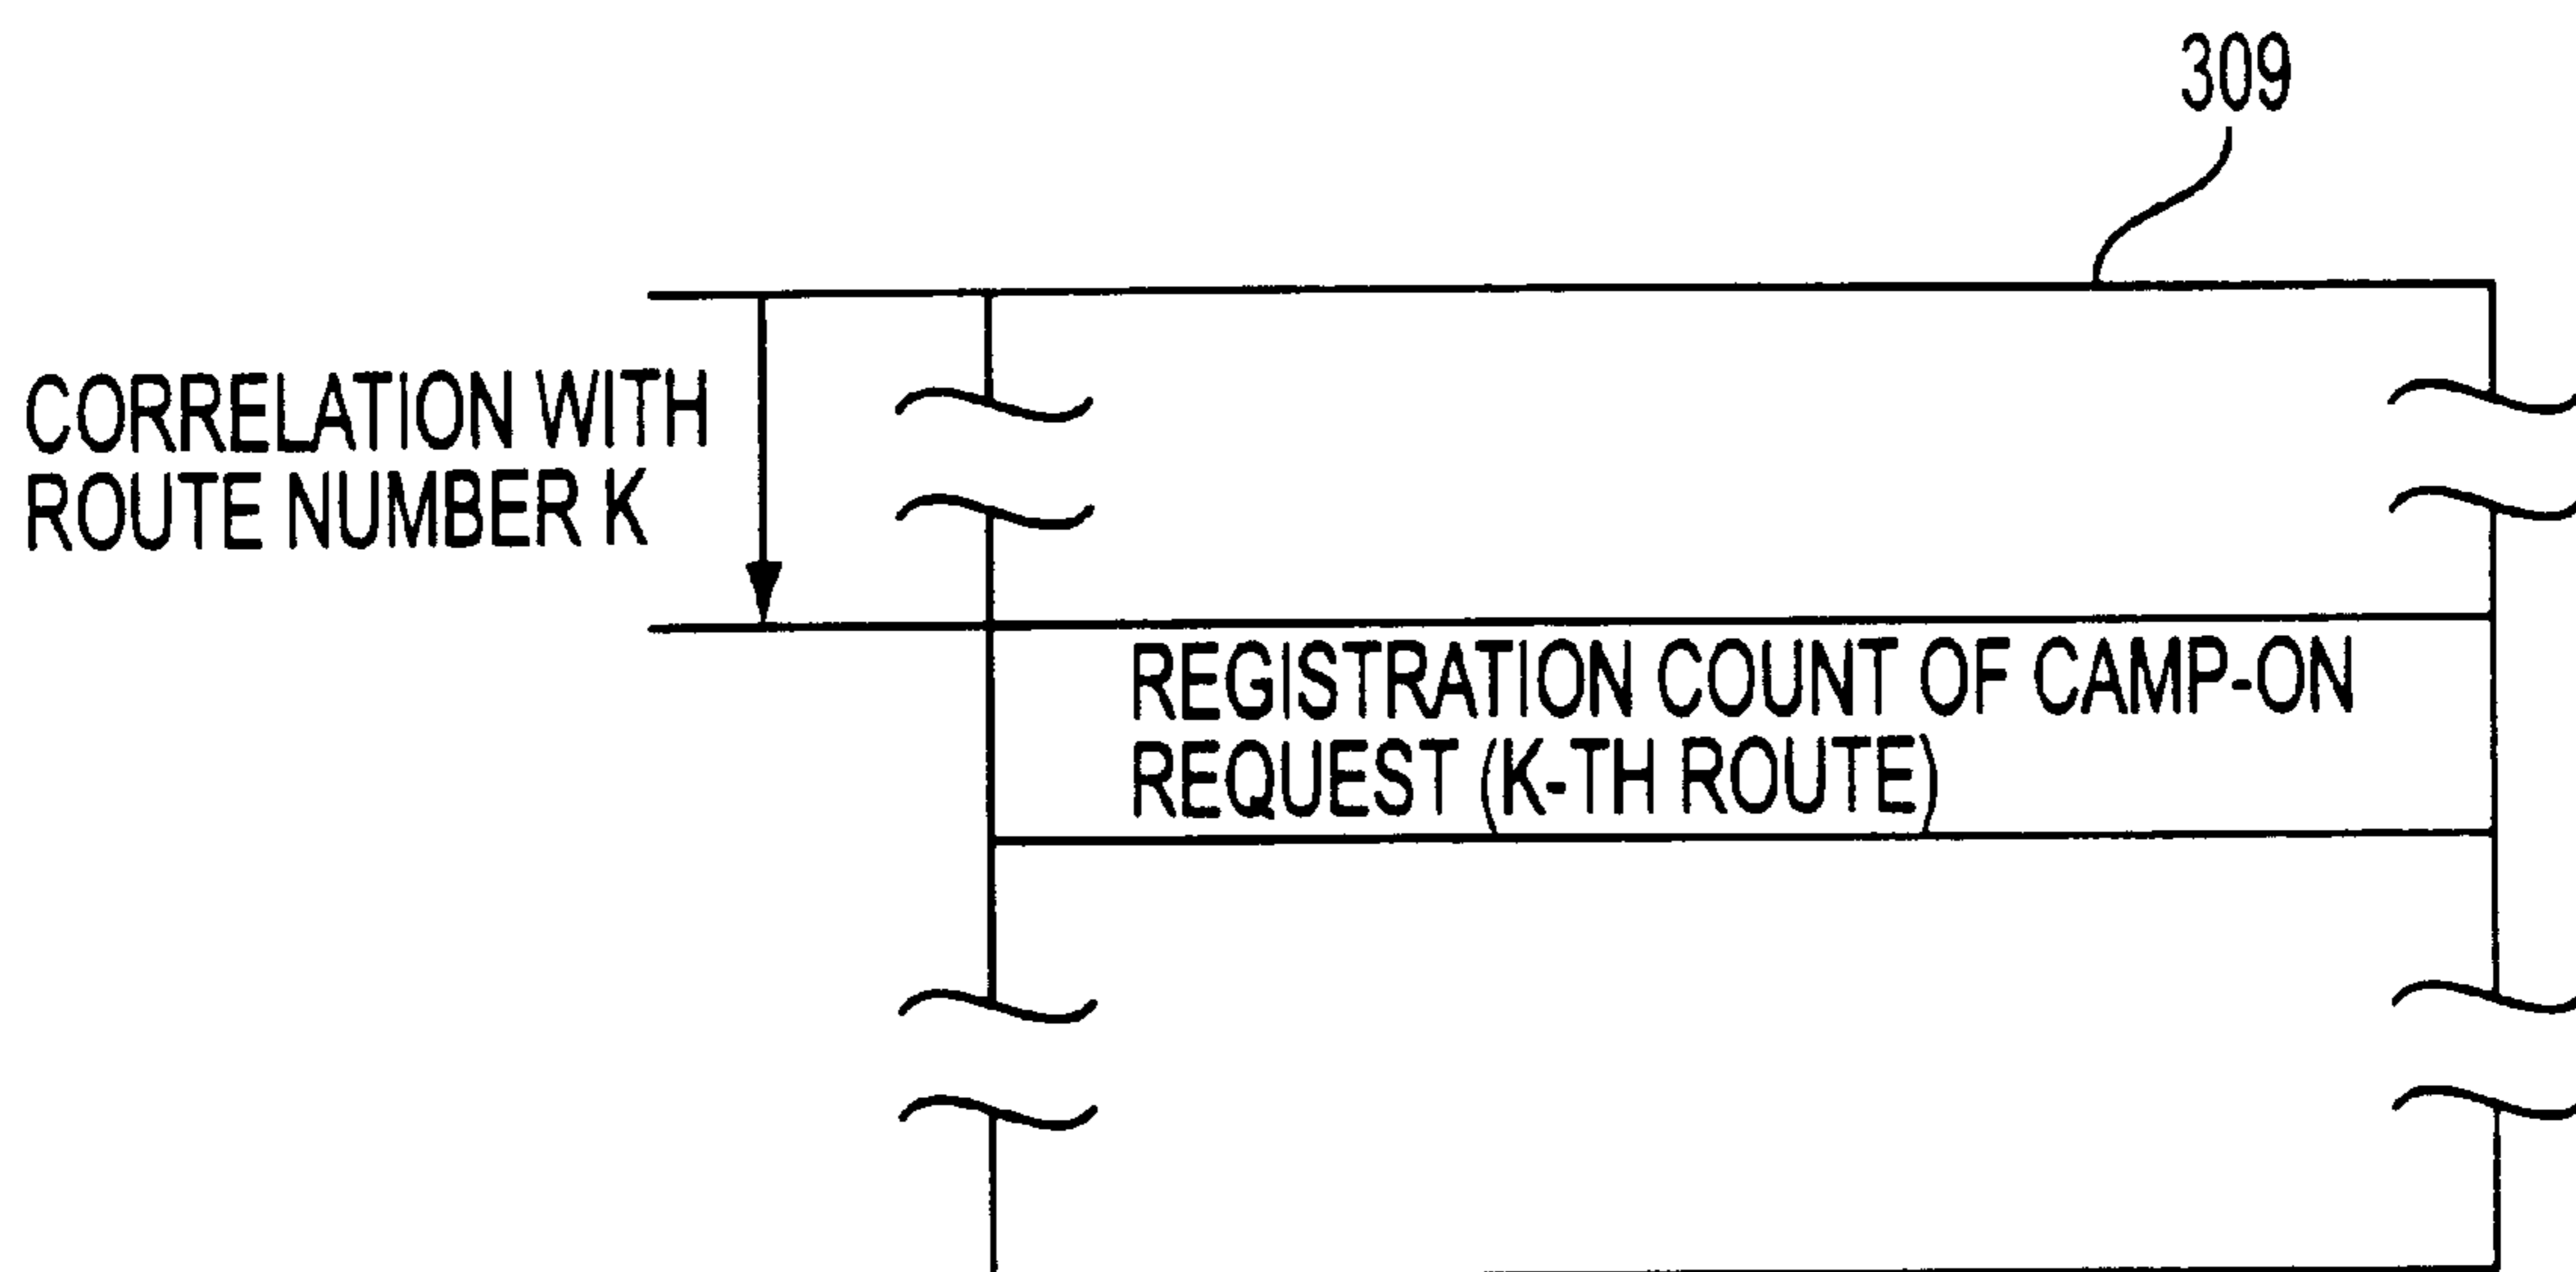 309
CORRELATION WITH
ROUTE NUMBER K
REGISTRATION COUNT OF CAMP-ON
REQUEST (K-TH ROUTE)